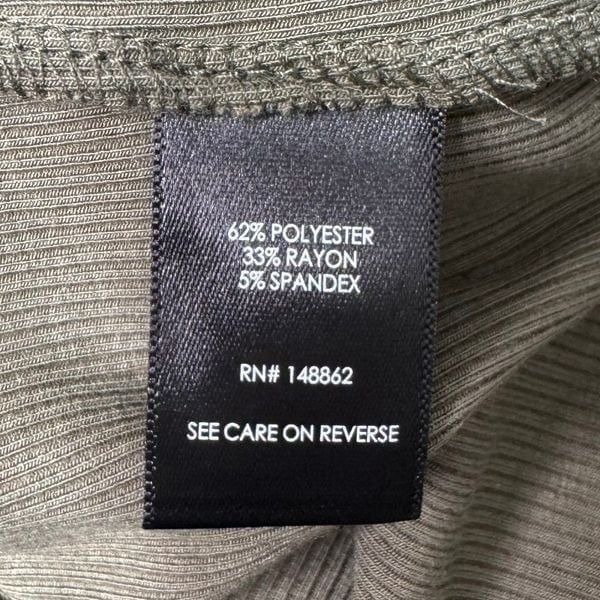 62% POLYESTER
33% RAYON
5% SPANDEX
RN# 148862
SEE CARE ON REVERSE